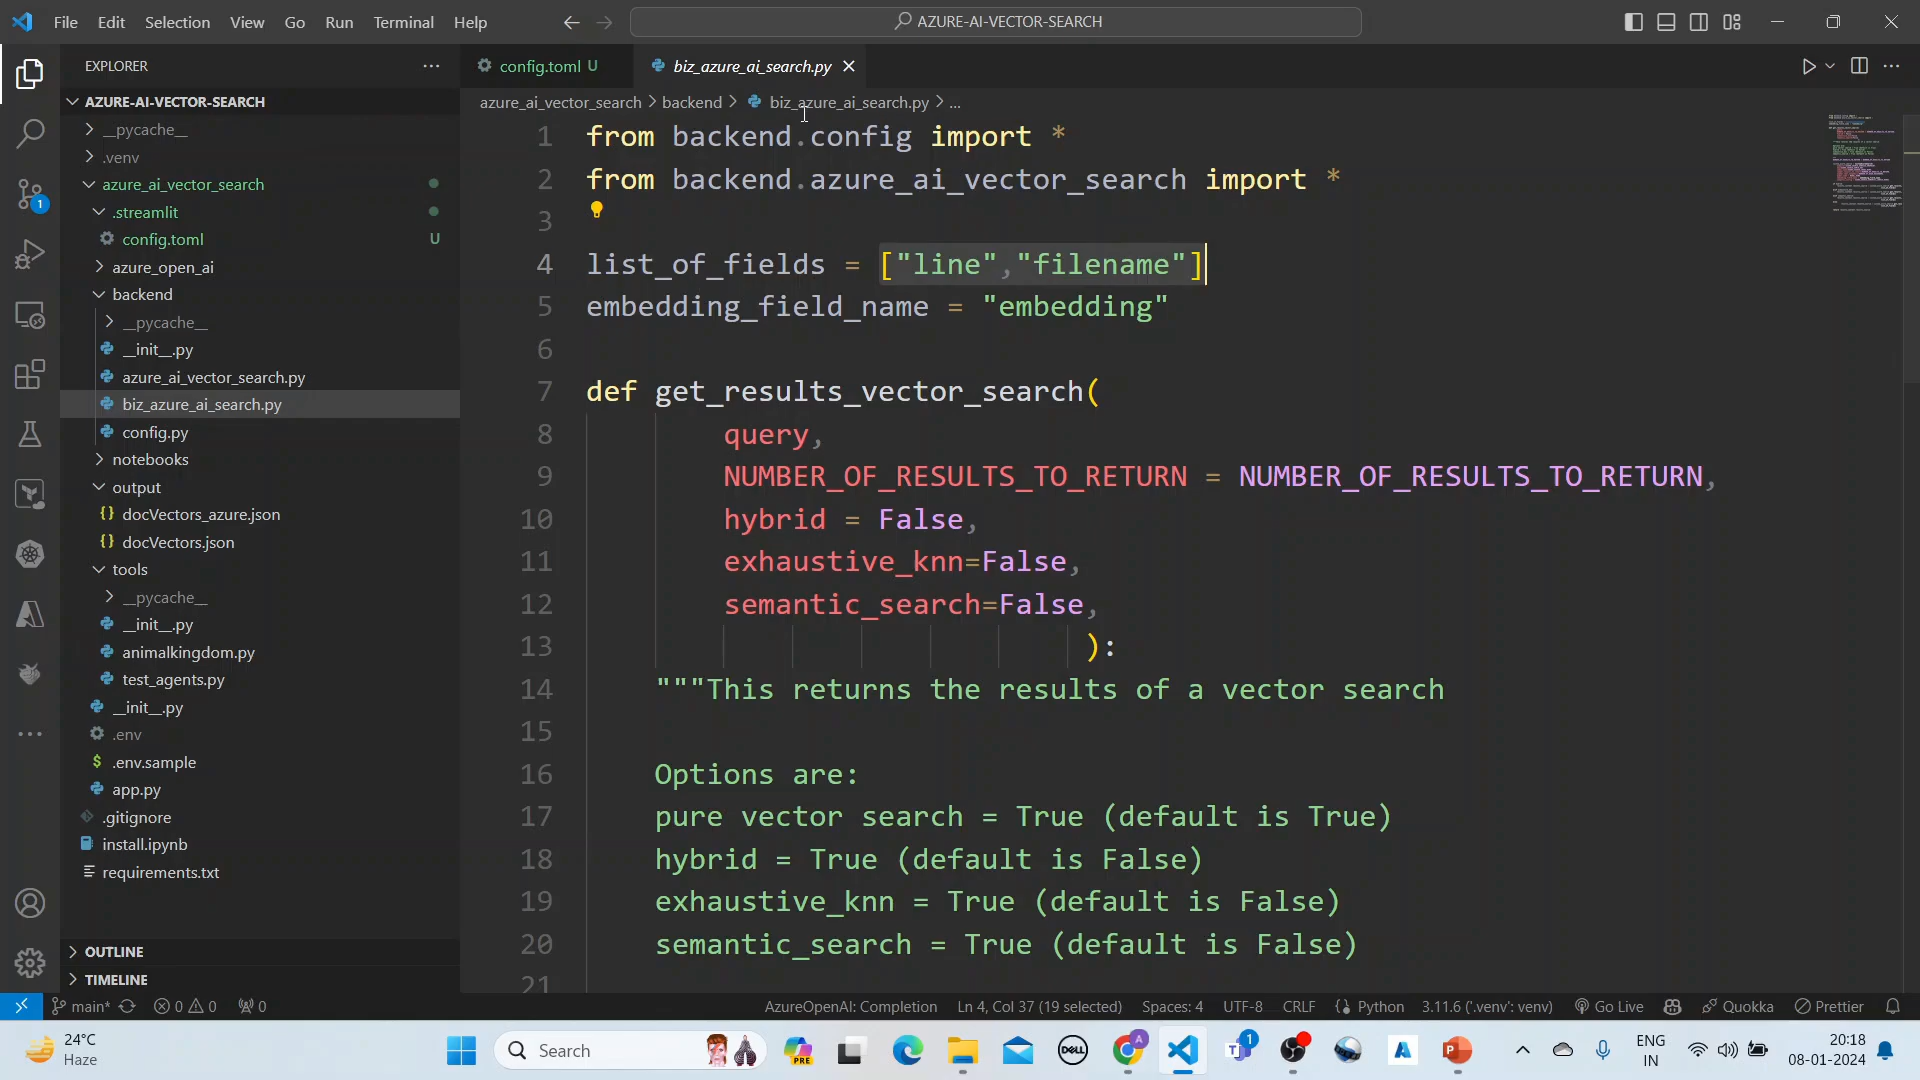 File Edit Selection View Go Run Terminal Help
AZURE-AI-VECTOR-SEARCH
EXPLORER
AZURE-AI-VECTOR-SEARCH
__pycache__
.venv
azure_ai_vector_search
.streamlit
config.toml U
azure_open_ai
backend
__pycache__
__init__.py
azure_ai_vector_search.py
biz_azure_ai_search.py
config.py
notebooks
output
{} docVectors_azure.json
{} docVectors.json
tools
__pycache__
__init__.py
animalkingdom.py
test_agents.py
__init__.py
.env
$ .env.sample
app.py
.gitignore
install.ipynb
requirements.txt
OUTLINE
TIMELINE
1
config.toml U biz_azure_ai_search.py
azure_ai_vector_search > backend > biz_azure_ai_search.py > ...
1 from backend.config import *
2 from backend.azure_ai_vector_search import *
3
4 list_of_fields = ["line","filename"]
5 embedding_field_name = "embedding"
6
7 def get_results_vector_search(
8 query,
9 NUMBER_OF_RESULTS_TO_RETURN = NUMBER_OF_RESULTS_TO_RETURN,
10 hybrid = False,
11 exhaustive_knn=False,
12 semantic_search=False,
13 ):
14 """This returns the results of a vector search
15
16 Options are:
17 pure vector search = True (default is True)
18 hybrid = True (default is False)
19 exhaustive_knn = True (default is False)
20 semantic_search = True (default is False)
21
main* 0 0 0 AzureOpenAI: Completion Ln 4, Col 37 (19 selected) Spaces: 4 UTF-8 CRLF {} Python 3.11.6 ('.venv': venv) Go Live Quokka Prettier
24°C
Haze
Search
PRE
DELL
A
1
P
ENG
IN
20:18
08-01-2024